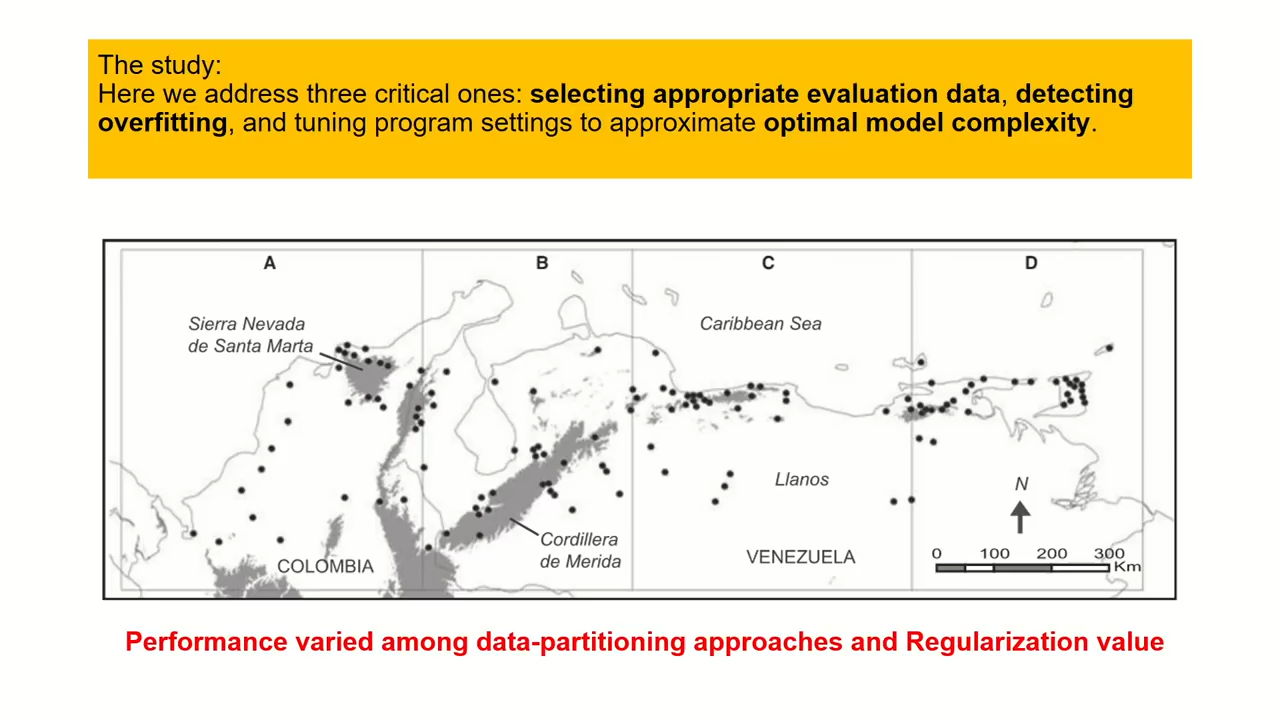 The study:
Here we address three critical ones: selecting appropriate evaluation data, detecting
overfitting, and tuning program settings to approximate optimal model complexity.
A
B
C
D
Sierra Nevada
de Santa Marta
Caribbean Sea
Llanos
N
Cordillera
de Merida
COLOMBIA
VENEZUELA
0 100 200 300
Km
Performance varied among data-partitioning approaches and Regularization value